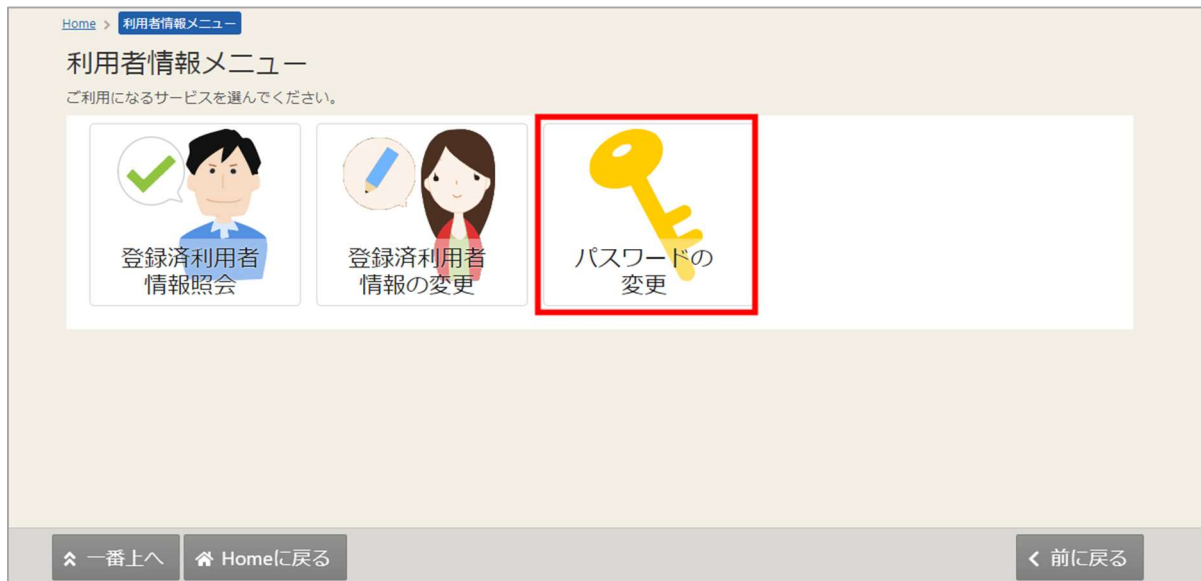 Home > 利用者情報メニュー
利用者情報メニュー
ご利用になるサービスを選んでください。
登録済利用者
情報照会
登録済利用者
情報の変更
パスワードの
変更
一番上へ
Homeに戻る
前に戻る